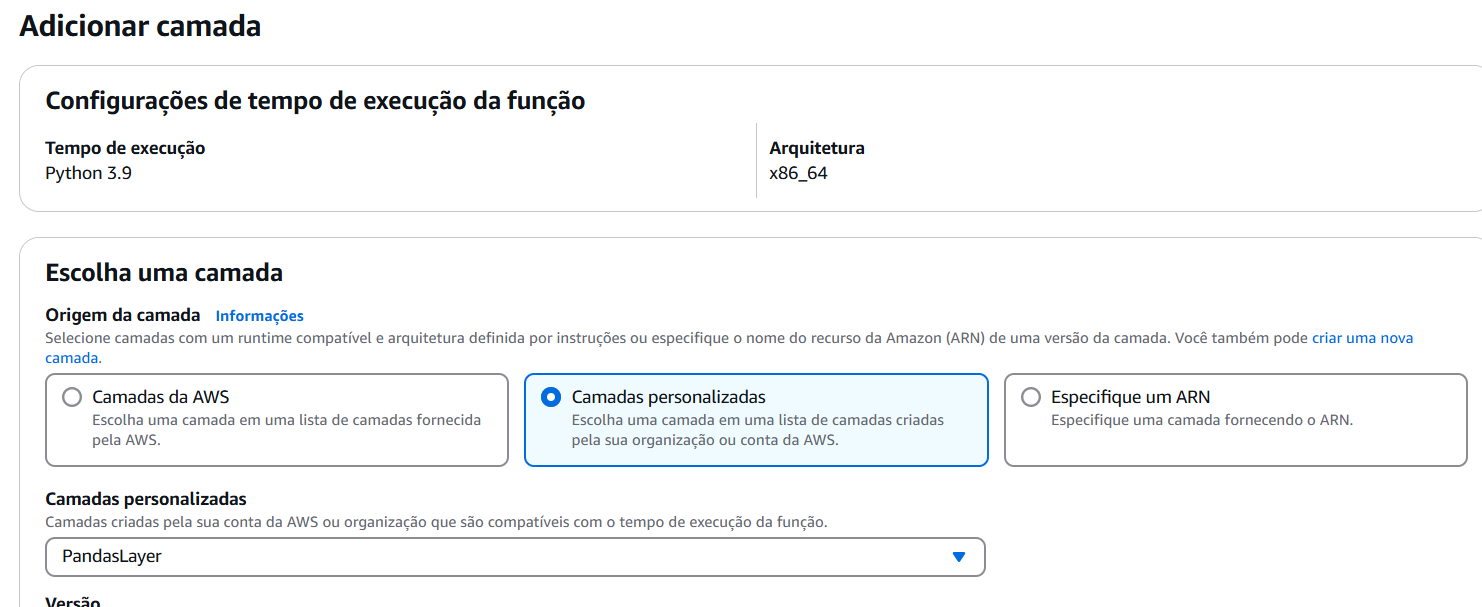 Adicionar camada
Configurações de tempo de execução da função
Tempo de execução
Python 3.9
Arquitetura
x86_64
Escolha uma camada
Origem da camada Informações
Selecione camadas com um runtime compatível e arquitetura definida por instruções ou especifique o nome do recurso da Amazon (ARN) de uma versão da camada. Você também pode criar uma nova
camada.
Camadas da AWS
Escolha uma camada em uma lista de camadas fornecida
pela AWS.
Camadas personalizadas
Escolha uma camada em uma lista de camadas criadas
pela sua organização ou conta da AWS.
Especifique um ARN
Especifique uma camada fornecendo o ARN.
Camadas personalizadas
Camadas criadas pela sua conta da AWS ou organização que são compatíveis com o tempo de execução da função.
PandasLayer
Versão